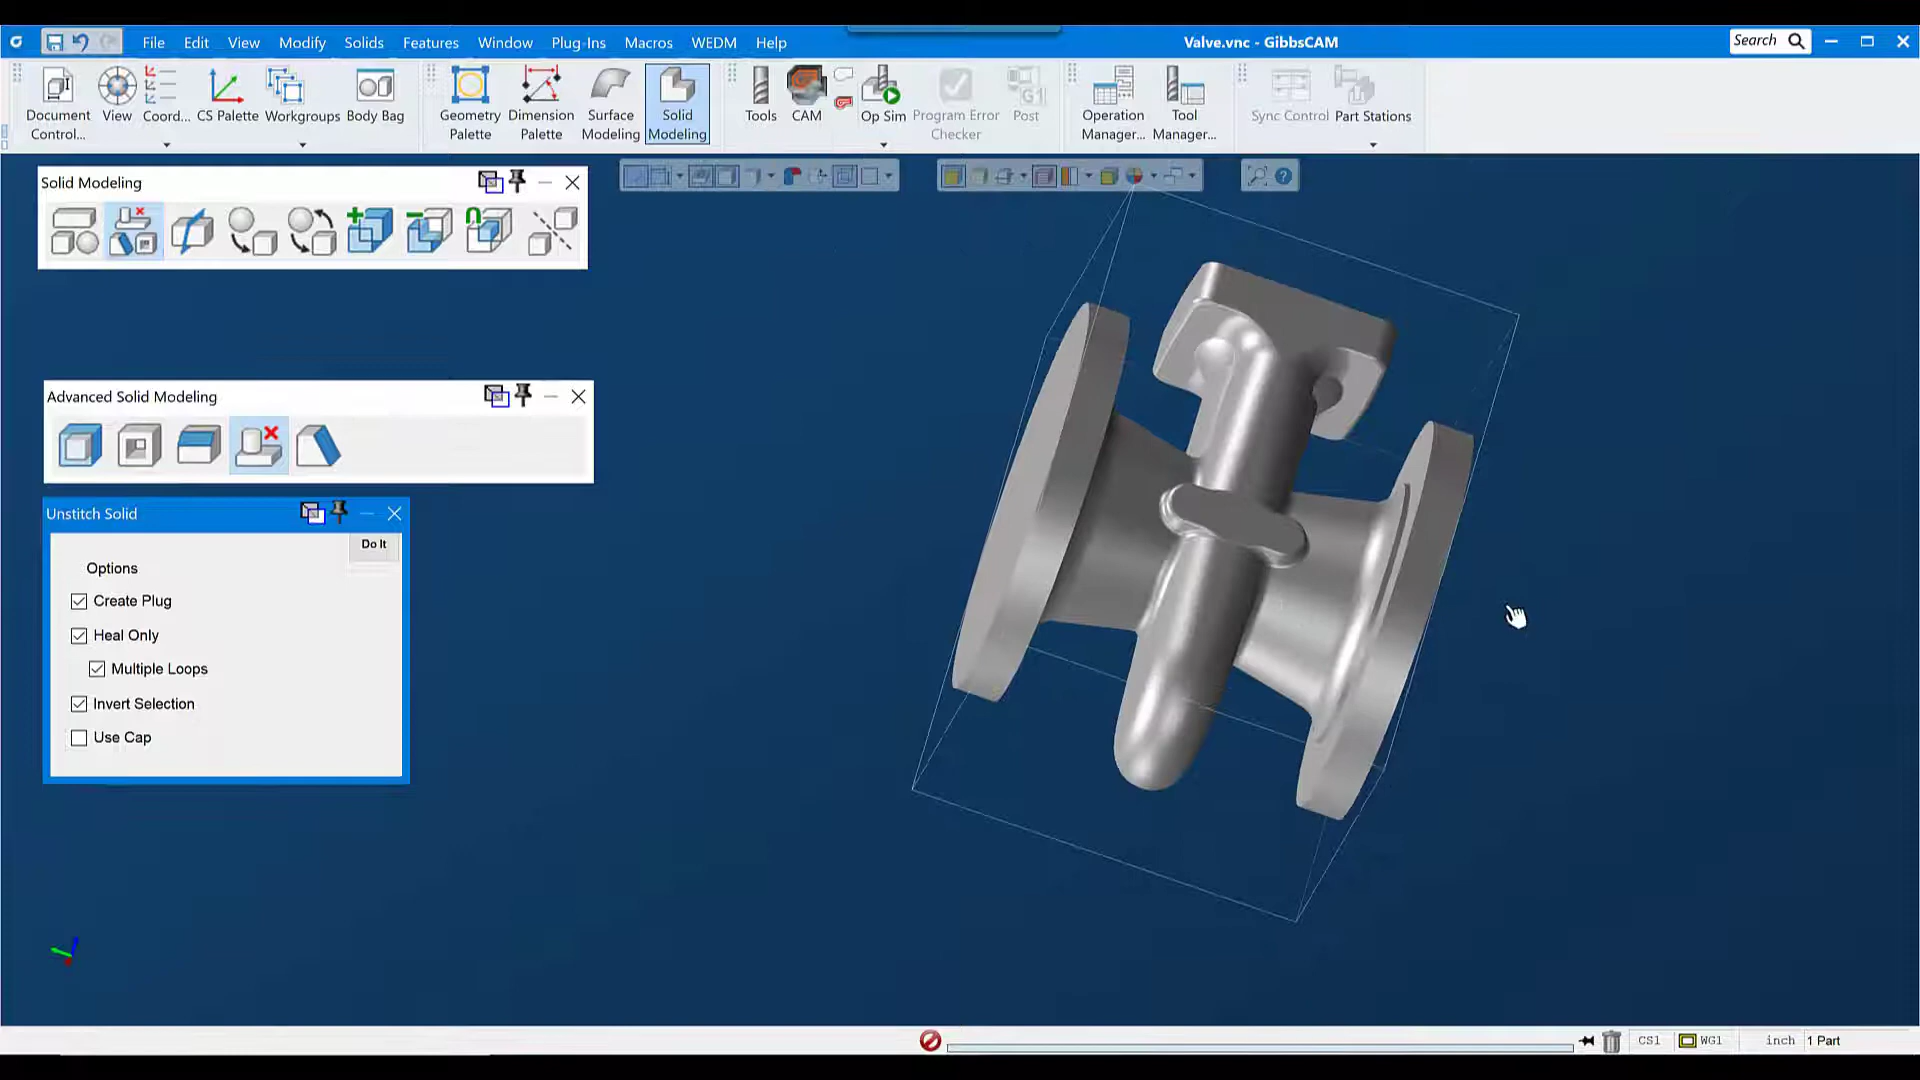 File Edit View Modify Solids Features Window Plug-Ins Macros WEDM Help
Valve.vnc - GibbsCAM
Search
Document Control...
View
Coord...
CS Palette
Workgroups
Body Bag
Geometry Palette
Dimension Palette
Surface Modeling
Solid Modeling
Tools
CAM
Op Sim
Program Error Checker
Post
Operation Manager...
Tool Manager...
Sync Control
Part Stations
Solid Modeling
Advanced Solid Modeling
Unstitch Solid
Do It
Options
Create Plug
Heal Only
Multiple Loops
Invert Selection
Use Cap
CS1
WG1
inch
1 Part